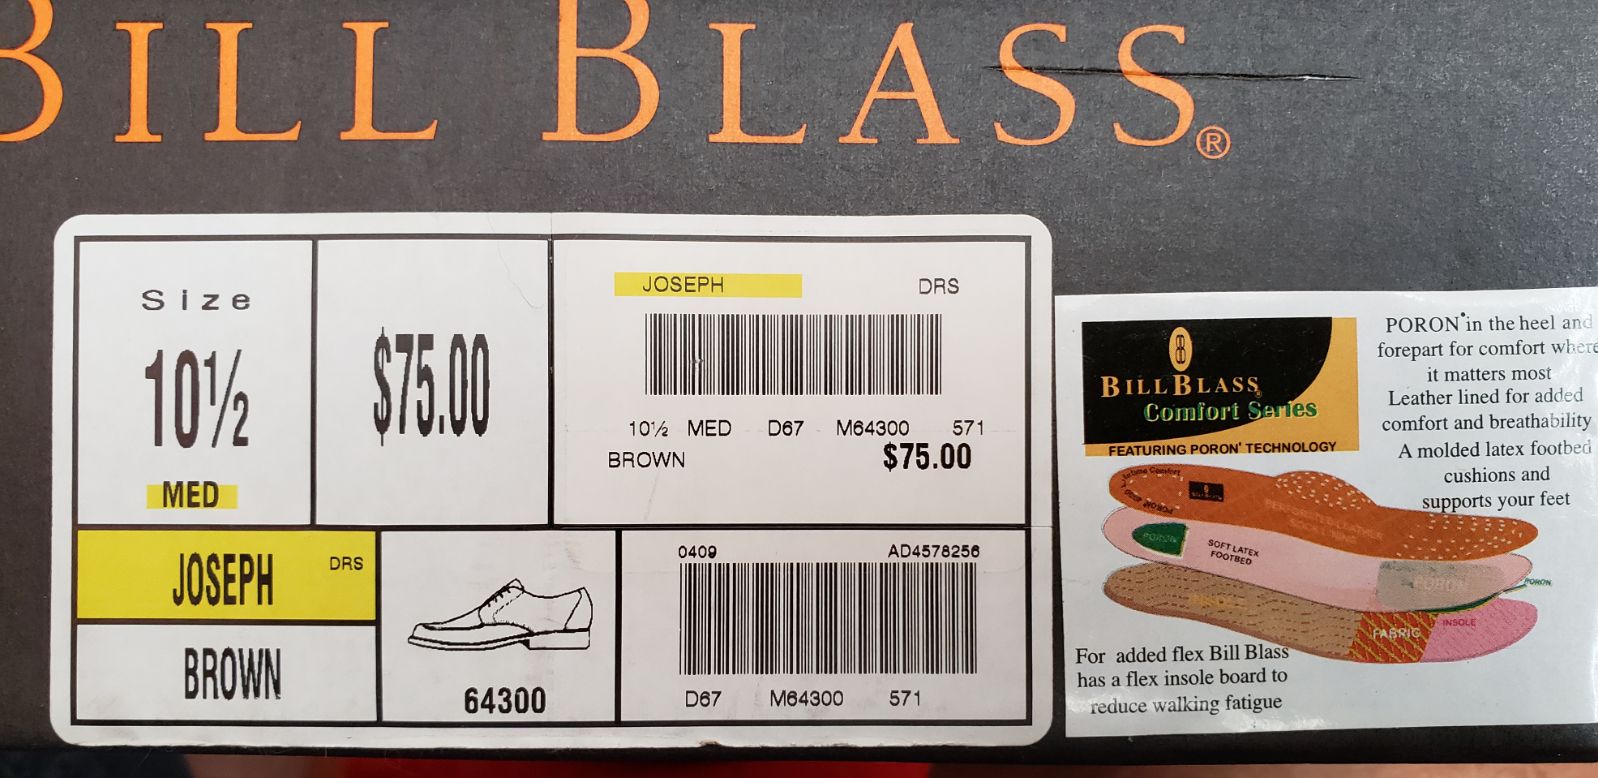 BILL BLASS®
Size
10½
MED
$75.00
JOSEPH DRS
10½ MED D67 M64300 571
BROWN $75.00
JOSEPH DRS
BROWN
64300
0409 AD4578256
D67 M64300 571
BILL BLASS
Comfort Series
FEATURING PORON' TECHNOLOGY
PORON in the heel and
forepart for comfort where
it matters most
Leather lined for added
comfort and breathability
A molded latex footbed
cushions and
supports your feet
PORON
SOFT LATEX
FOOTBED
PORON
PORON
FABRIC
INSOLE
For added flex Bill Blass
has a flex insole board to
reduce walking fatigue